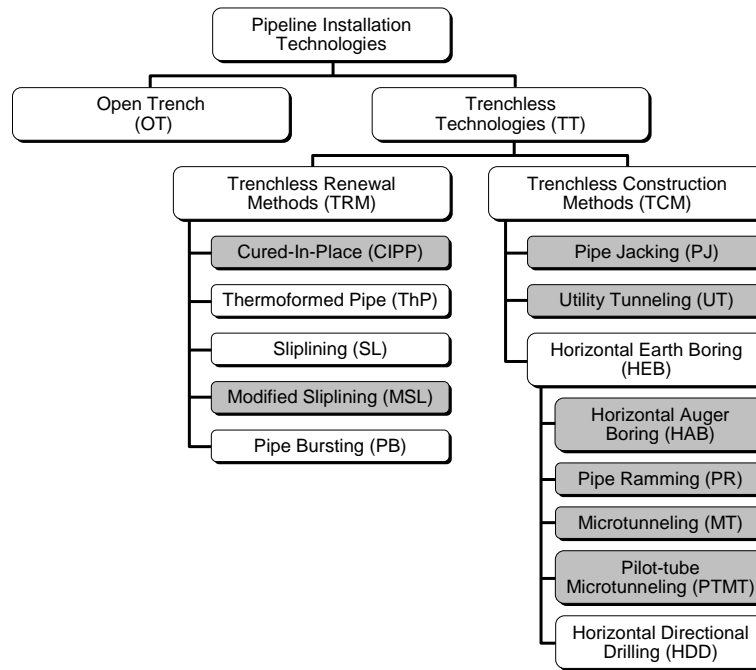 Pipeline Installation
Technologies
Open Trench
(OT)
Trenchless
Technologies (TT)
Trenchless Renewal
Methods (TRM)
Trenchless Construction
Methods (TCM)
Cured-In-Place (CIPP)
Thermoformed Pipe (ThP)
Sliplining (SL)
Modified Sliplining (MSL)
Pipe Bursting (PB)
Pipe Jacking (PJ)
Utility Tunneling (UT)
Horizontal Earth Boring
(HEB)
Horizontal Auger
Boring (HAB)
Pipe Ramming (PR)
Microtunneling (MT)
Pilot-tube
Microtunneling (PTMT)
Horizontal Directional
Drilling (HDD)